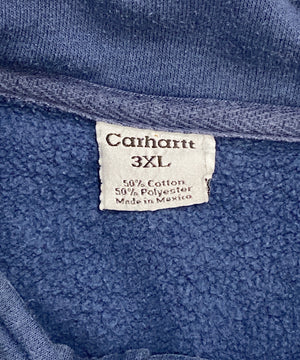 Carhartt
3XL
50% Cotton
50% Polyester
Made in Mexico